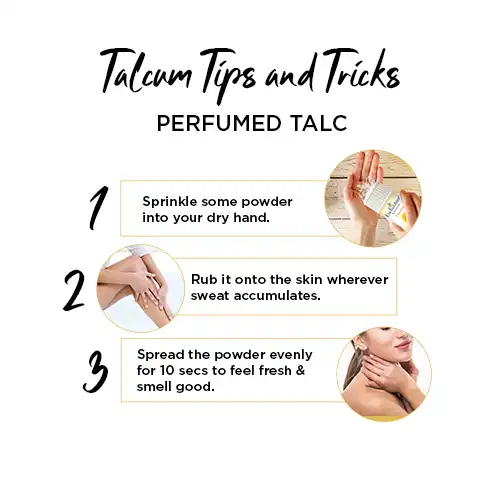 Talcum Tips and Tricks
PERFUMED TALC
1
Sprinkle some powder
into your dry hand.
2
Rub it onto the skin wherever
sweat accumulates.
3
Spread the powder evenly
for 10 secs to feel fresh &
smell good.